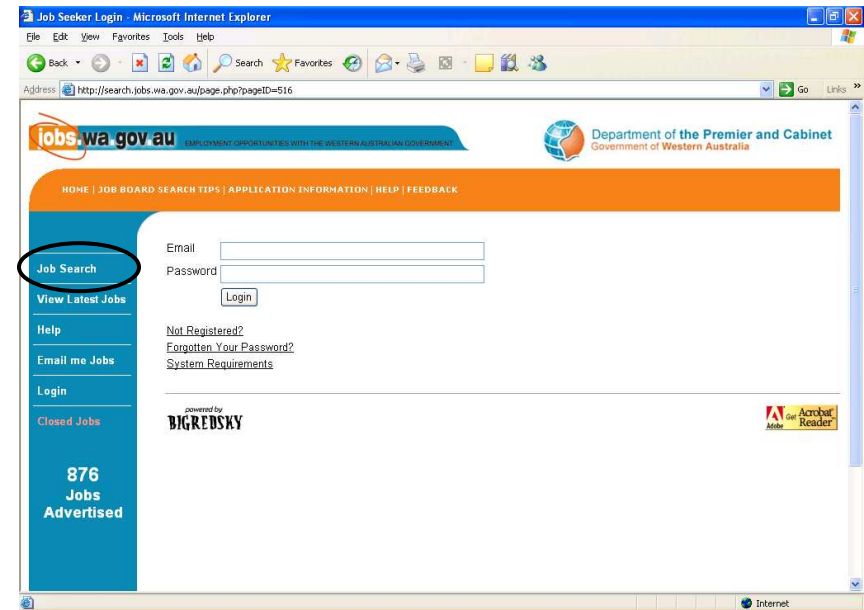 Job Seeker Login - Microsoft Internet Explorer
File Edit View Favorites Tools Help
Back Search Favorites
Address http://search.jobs.wa.gov.au/page.php?pageID=516 Go Links »
jobs.wa.gov.au EMPLOYMENT OPPORTUNITIES WITH THE WESTERN AUSTRALIAN GOVERNMENT
Department of the Premier and Cabinet
Government of Western Australia
HOME | JOB BOARD SEARCH TIPS | APPLICATION INFORMATION | HELP | FEEDBACK
Email
Password
Login
Not Registered?
Forgotten Your Password?
System Requirements
Job Search
View Latest Jobs
Help
Email me Jobs
Login
Closed Jobs
876
Jobs
Advertised
powered by
BIGREDSKY
Adobe Get Acrobat Reader
Internet